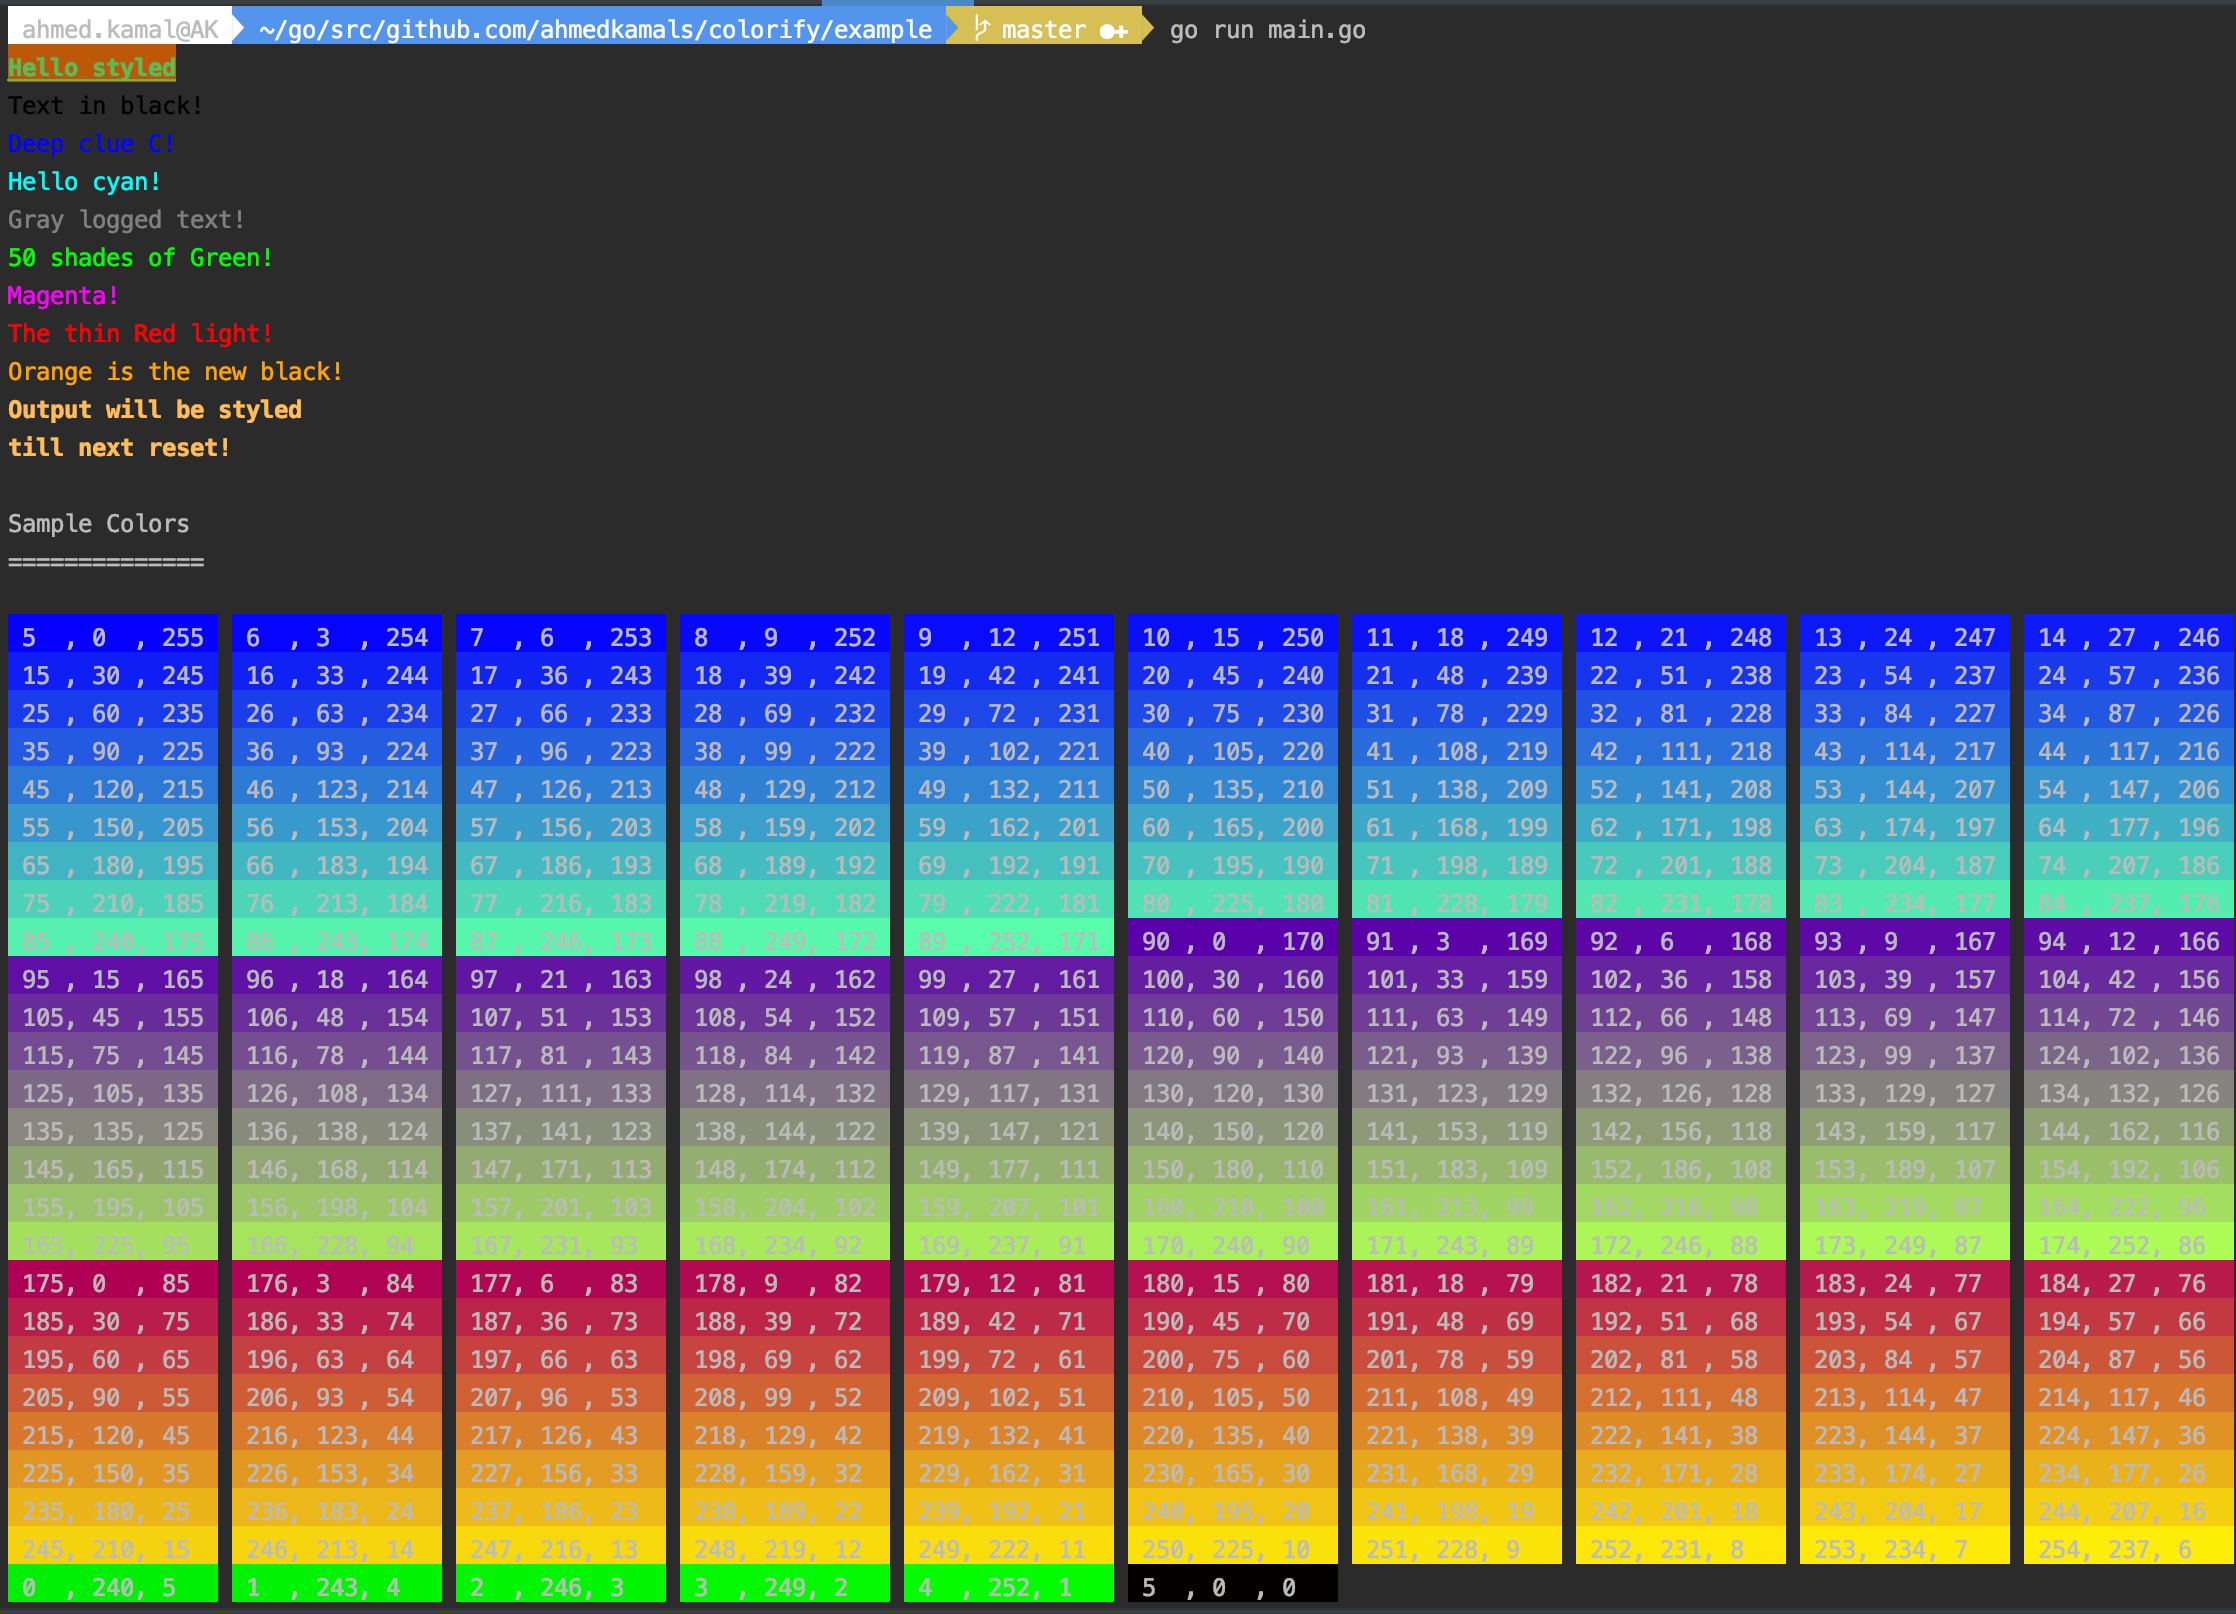 ahmed.kamal@AK ~/go/src/github.com/ahmedkamals/colorify/example master ●+ go run main.go
Hello styled
Text in black!
Deep clue C!
Hello cyan!
Gray logged text!
50 shades of Green!
Magenta!
The thin Red light!
Orange is the new black!
Output will be styled
till next reset!
Sample Colors
==============
5  , 0  , 255 6  , 3  , 254 7  , 6  , 253 8  , 9  , 252 9  , 12 , 251 10 , 15 , 250 11 , 18 , 249 12 , 21 , 248 13 , 24 , 247 14 , 27 , 246
15 , 30 , 245 16 , 33 , 244 17 , 36 , 243 18 , 39 , 242 19 , 42 , 241 20 , 45 , 240 21 , 48 , 239 22 , 51 , 238 23 , 54 , 237 24 , 57 , 236
25 , 60 , 235 26 , 63 , 234 27 , 66 , 233 28 , 69 , 232 29 , 72 , 231 30 , 75 , 230 31 , 78 , 229 32 , 81 , 228 33 , 84 , 227 34 , 87 , 226
35 , 90 , 225 36 , 93 , 224 37 , 96 , 223 38 , 99 , 222 39 , 102, 221 40 , 105, 220 41 , 108, 219 42 , 111, 218 43 , 114, 217 44 , 117, 216
45 , 120, 215 46 , 123, 214 47 , 126, 213 48 , 129, 212 49 , 132, 211 50 , 135, 210 51 , 138, 209 52 , 141, 208 53 , 144, 207 54 , 147, 206
55 , 150, 205 56 , 153, 204 57 , 156, 203 58 , 159, 202 59 , 162, 201 60 , 165, 200 61 , 168, 199 62 , 171, 198 63 , 174, 197 64 , 177, 196
65 , 180, 195 66 , 183, 194 67 , 186, 193 68 , 189, 192 69 , 192, 191 70 , 195, 190 71 , 198, 189 72 , 201, 188 73 , 204, 187 74 , 207, 186
75 , 210, 185 76 , 213, 184 77 , 216, 183 78 , 219, 182 79 , 222, 181 80 , 225, 180 81 , 228, 179 82 , 231, 178 83 , 234, 177 84 , 237, 176
85 , 240, 175 86 , 243, 174 87 , 246, 173 88 , 249, 172 89 , 252, 171 90 , 0  , 170 91 , 3  , 169 92 , 6  , 168 93 , 9  , 167 94 , 12 , 166
95 , 15 , 165 96 , 18 , 164 97 , 21 , 163 98 , 24 , 162 99 , 27 , 161 100, 30 , 160 101, 33 , 159 102, 36 , 158 103, 39 , 157 104, 42 , 156
105, 45 , 155 106, 48 , 154 107, 51 , 153 108, 54 , 152 109, 57 , 151 110, 60 , 150 111, 63 , 149 112, 66 , 148 113, 69 , 147 114, 72 , 146
115, 75 , 145 116, 78 , 144 117, 81 , 143 118, 84 , 142 119, 87 , 141 120, 90 , 140 121, 93 , 139 122, 96 , 138 123, 99 , 137 124, 102, 136
125, 105, 135 126, 108, 134 127, 111, 133 128, 114, 132 129, 117, 131 130, 120, 130 131, 123, 129 132, 126, 128 133, 129, 127 134, 132, 126
135, 135, 125 136, 138, 124 137, 141, 123 138, 144, 122 139, 147, 121 140, 150, 120 141, 153, 119 142, 156, 118 143, 159, 117 144, 162, 116
145, 165, 115 146, 168, 114 147, 171, 113 148, 174, 112 149, 177, 111 150, 180, 110 151, 183, 109 152, 186, 108 153, 189, 107 154, 192, 106
155, 195, 105 156, 198, 104 157, 201, 103 158, 204, 102 159, 207, 101 160, 210, 100 161, 213, 99 162, 216, 98 163, 219, 97 164, 222, 96
165, 225, 95 166, 228, 94 167, 231, 93 168, 234, 92 169, 237, 91 170, 240, 90 171, 243, 89 172, 246, 88 173, 249, 87 174, 252, 86
175, 0  , 85 176, 3  , 84 177, 6  , 83 178, 9  , 82 179, 12 , 81 180, 15 , 80 181, 18 , 79 182, 21 , 78 183, 24 , 77 184, 27 , 76
185, 30 , 75 186, 33 , 74 187, 36 , 73 188, 39 , 72 189, 42 , 71 190, 45 , 70 191, 48 , 69 192, 51 , 68 193, 54 , 67 194, 57 , 66
195, 60 , 65 196, 63 , 64 197, 66 , 63 198, 69 , 62 199, 72 , 61 200, 75 , 60 201, 78 , 59 202, 81 , 58 203, 84 , 57 204, 87 , 56
205, 90 , 55 206, 93 , 54 207, 96 , 53 208, 99 , 52 209, 102, 51 210, 105, 50 211, 108, 49 212, 111, 48 213, 114, 47 214, 117, 46
215, 120, 45 216, 123, 44 217, 126, 43 218, 129, 42 219, 132, 41 220, 135, 40 221, 138, 39 222, 141, 38 223, 144, 37 224, 147, 36
225, 150, 35 226, 153, 34 227, 156, 33 228, 159, 32 229, 162, 31 230, 165, 30 231, 168, 29 232, 171, 28 233, 174, 27 234, 177, 26
235, 180, 25 236, 183, 24 237, 186, 23 238, 189, 22 239, 192, 21 240, 195, 20 241, 198, 19 242, 201, 18 243, 204, 17 244, 207, 16
245, 210, 15 246, 213, 14 247, 216, 13 248, 219, 12 249, 222, 11 250, 225, 10 251, 228, 9 252, 231, 8 253, 234, 7 254, 237, 6
0  , 240, 5 1  , 243, 4 2  , 246, 3 3  , 249, 2 4  , 252, 1 5  , 0  , 0